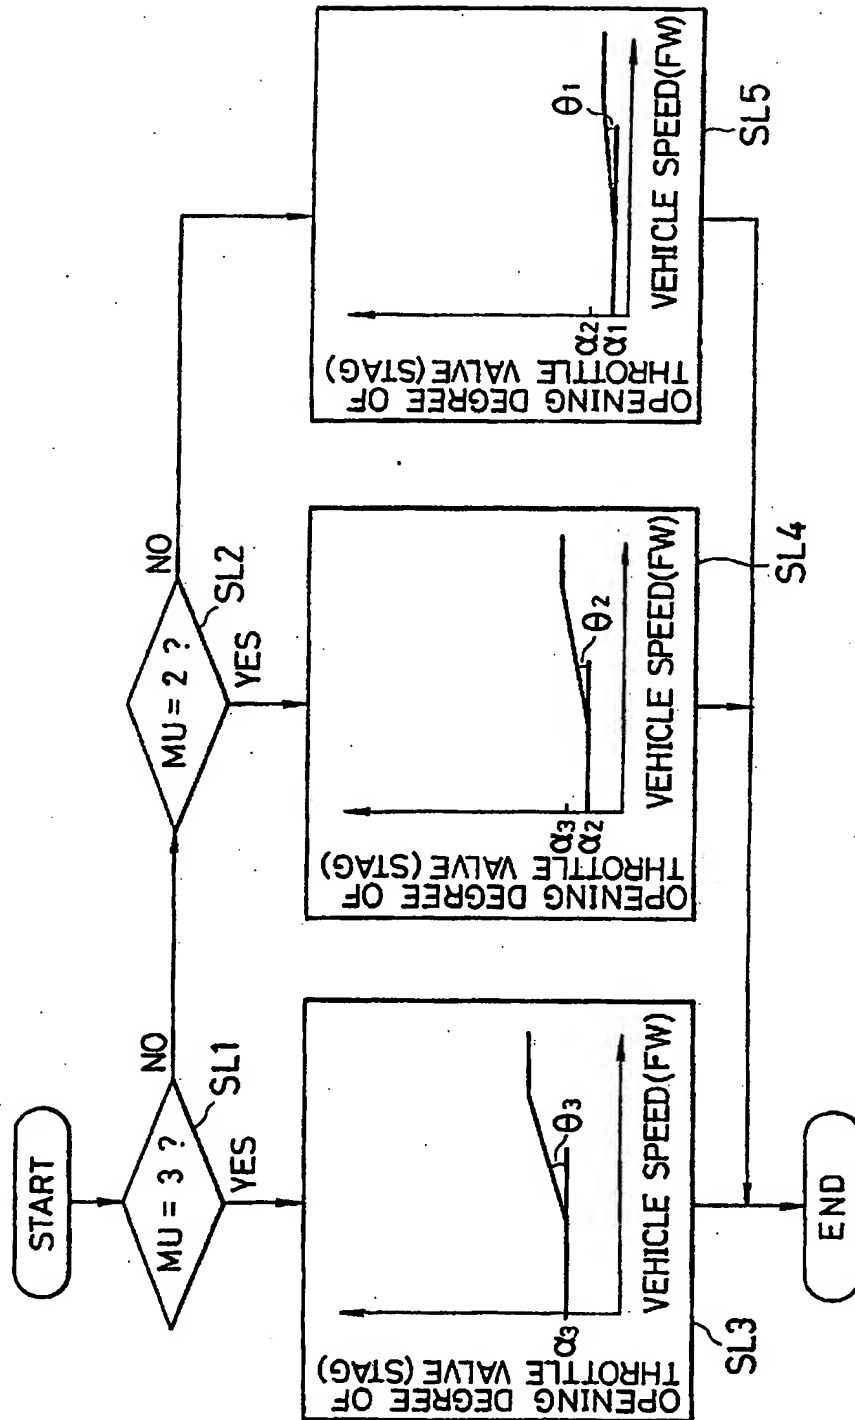 START
MU = 3 ?
SL1
NO
YES
MU = 2 ?
SL2
NO
YES
OPENING DEGREE OF
THROTTLE VALVE (STAG)
α3
θ3
VEHICLE SPEED(FW)
SL3
OPENING DEGREE OF
THROTTLE VALVE (STAG)
α3
α2
θ2
VEHICLE SPEED(FW)
SL4
OPENING DEGREE OF
THROTTLE VALVE (STAG)
α2
α1
θ1
VEHICLE SPEED(FW)
SL5
END